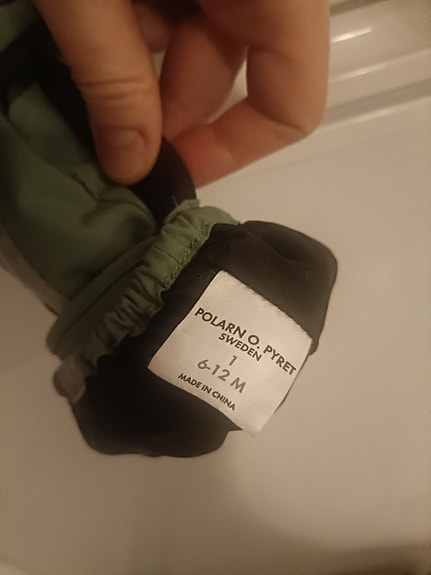 POLARN O. PYRET
SWEDEN
1
6-12 M
MADE IN CHINA